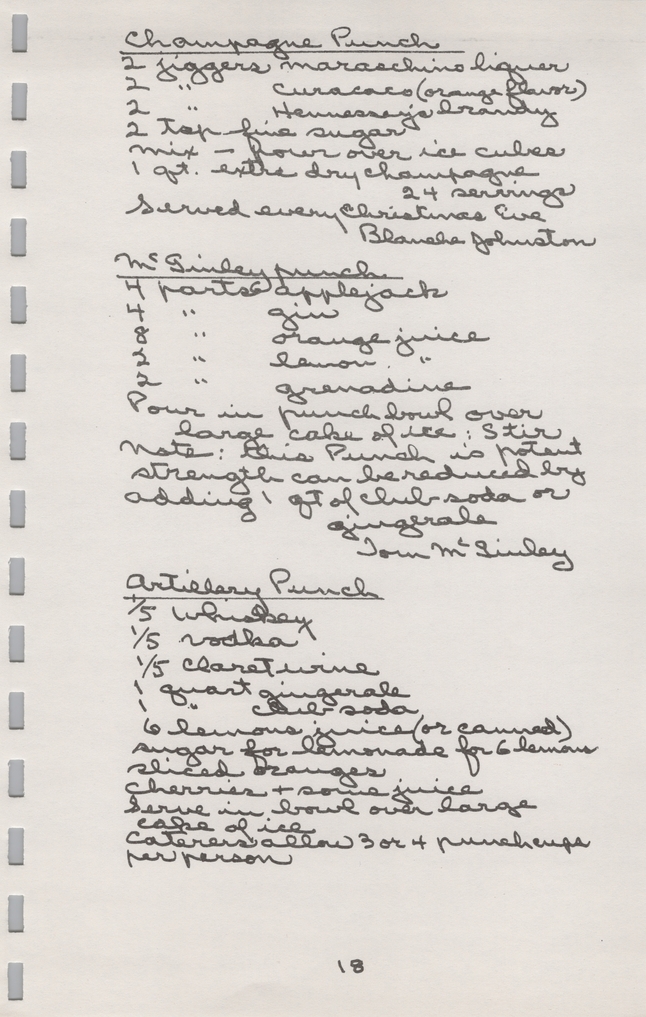 Champagne Punch
2 jiggers maraschino liquer
2 " Curacaco (orange flavor)
2 " Hennessey's brandy
2 tsp fine sugar
mix - pour over ice cubes
1 qt. extra dry champagne
24 servings
Served every Christmas Eve
Blanche Johnston
McGinley punch
4 parts applejack
4 " gin
8 " orange juice
2 " lemon "
2 " grenadine
Pour in punch bowl over
large cake of ice; Stir
Note: this Punch is potent
strength can be reduced by
adding 1 qt of club soda or
gingerale
Tom McGinley
Artillery Punch
1/5 whiskey
1/5 vodka
1/5 claret wine
1 quart gingerale
1 " club soda
6 lemons juice (or canned)
sugar for lemonade for 6 lemons
sliced oranges
cherries + some juice
Serve in bowl over large
cake of ice
Caterers allow 3 or 4 punch cups
per person
18